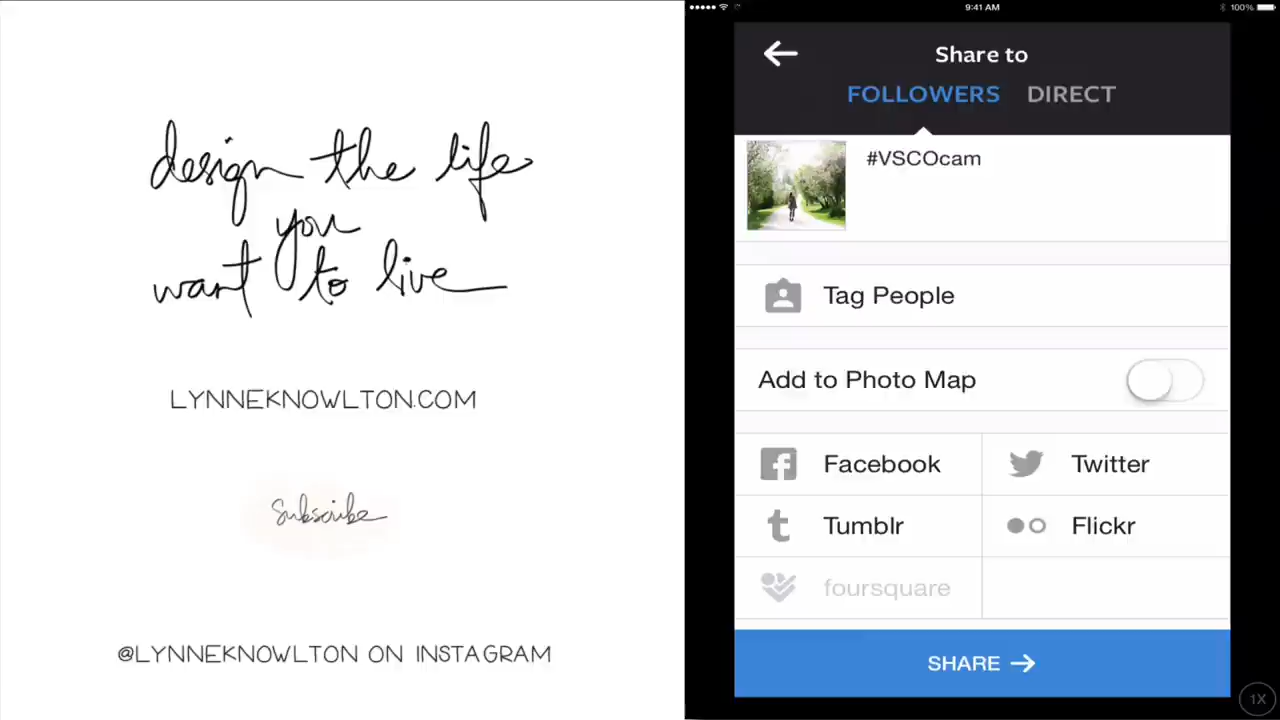 design the life
you
want to live
LYNNEKNOWLTON.COM
Subscribe
@LYNNEKNOWLTON ON INSTAGRAM
9:41 AM
100%
Share to
FOLLOWERS DIRECT
#VSCOcam
Tag People
Add to Photo Map
Facebook Twitter
Tumblr Flickr
foursquare
SHARE
1X